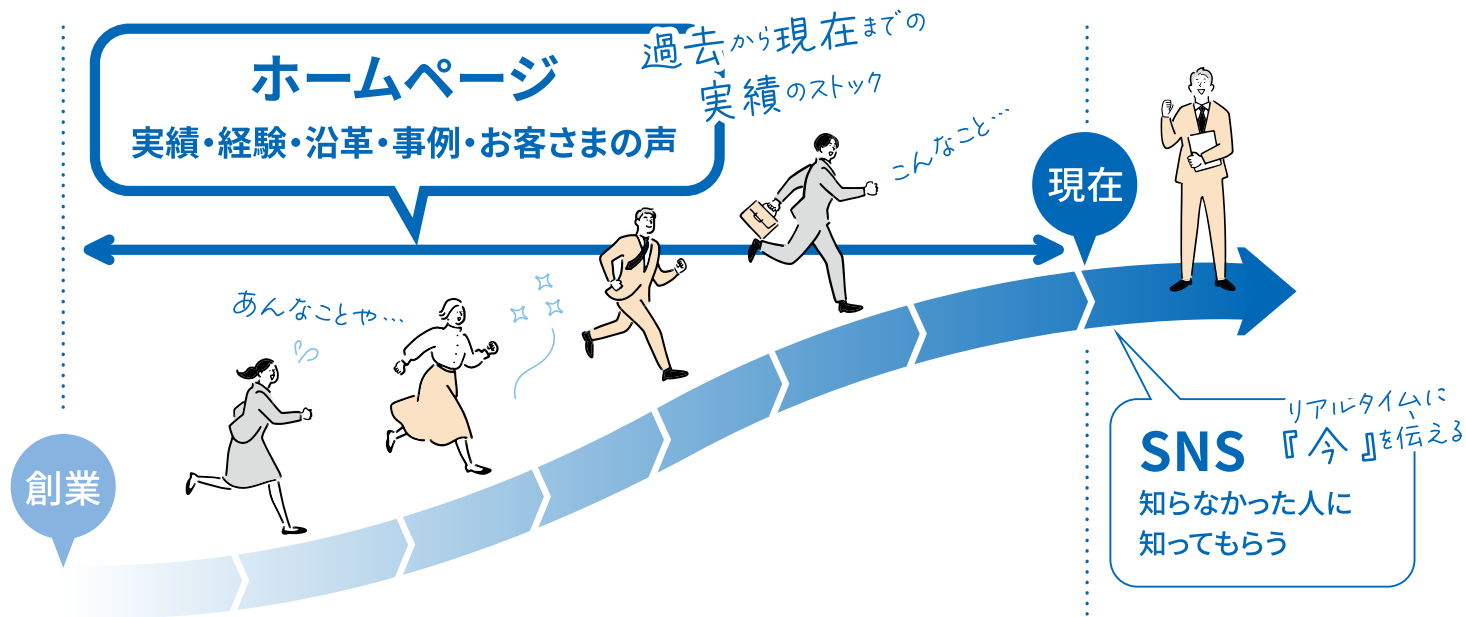 ホームページ
実績・経験・沿革・事例・お客さまの声
過去から現在までの
実績のストック
こんなこと…
現在
あんなことや…
創業
SNS
リアルタイムに
『今』を伝える
知らなかった人に
知ってもらう